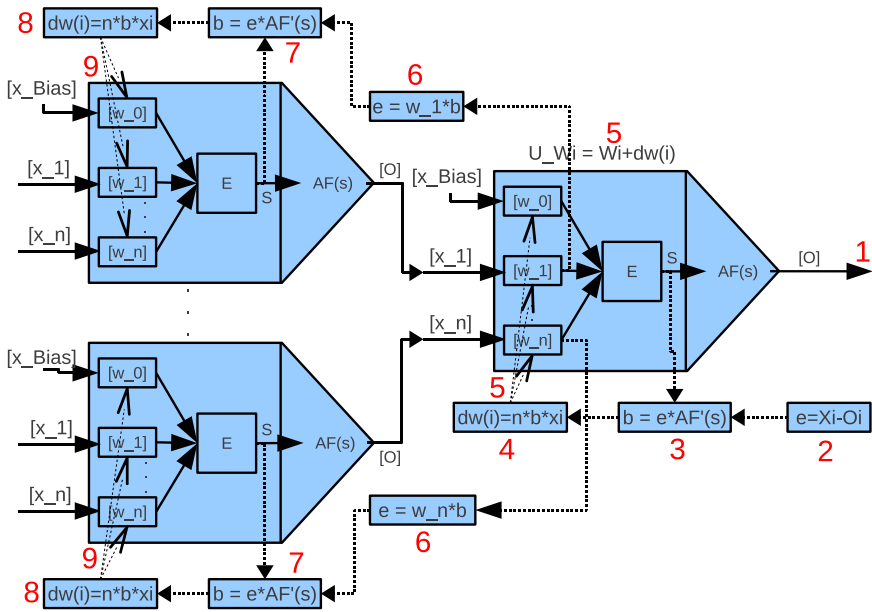 8 dw(i)=n*b*xi b = e*AF'(s)
7
9
[x_Bias]
[w_0]
[x_1]
[w_1]
E
S
AF(s)
[O]
[x_n]
[w_n]
6
e = w_1*b
5
U_Wi = Wi+dw(i)
[x_Bias]
[w_0]
[x_1]
[w_1]
E
S
AF(s)
[O]
1
[x_n]
[w_n]
5
dw(i)=n*b*xi b = e*AF'(s) e=Xi-Oi
4 3 2
[x_Bias]
[w_0]
[x_1]
[w_1]
E
S
AF(s)
[O]
[x_n]
[w_n]
e = w_n*b
6
9
7
8 dw(i)=n*b*xi b = e*AF'(s)